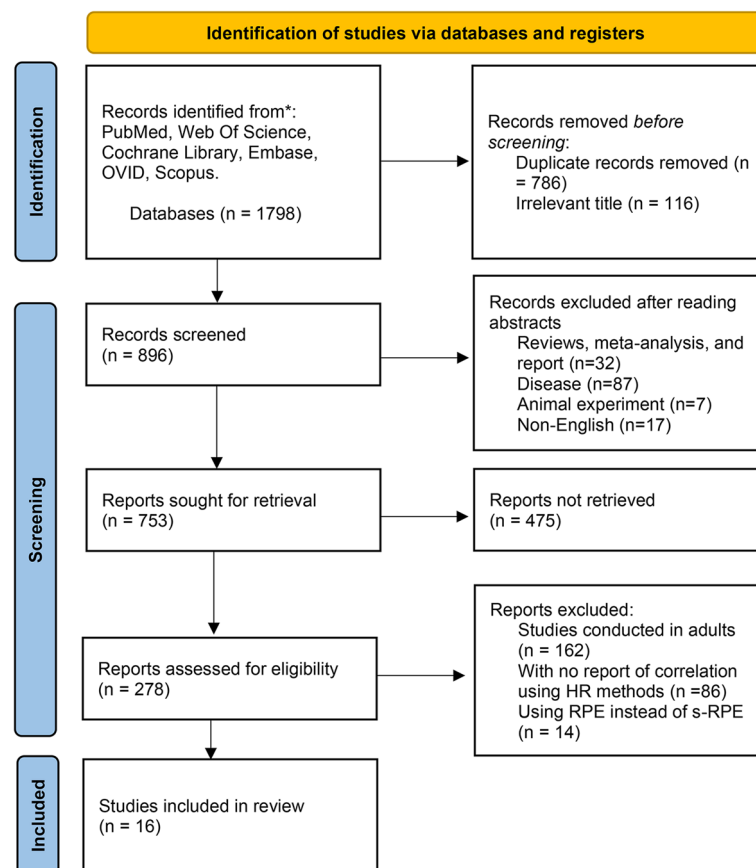 Identification of studies via databases and registers
Identification
Records identified from*:
PubMed, Web Of Science,
Cochrane Library, Embase,
OVID, Scopus.
Databases (n = 1798)
Records removed before
screening:
Duplicate records removed (n
= 786)
Irrelevant title (n = 116)
Screening
Records screened
(n = 896)
Records excluded after reading
abstracts
Reviews, meta-analysis, and
report (n=32)
Disease (n=87)
Animal experiment (n=7)
Non-English (n=17)
Reports sought for retrieval
(n = 753)
Reports not retrieved
(n = 475)
Reports assessed for eligibility
(n = 278)
Reports excluded:
Studies conducted in adults
(n = 162)
With no report of correlation
using HR methods (n =86)
Using RPE instead of s-RPE
(n = 14)
Included
Studies included in review
(n = 16)